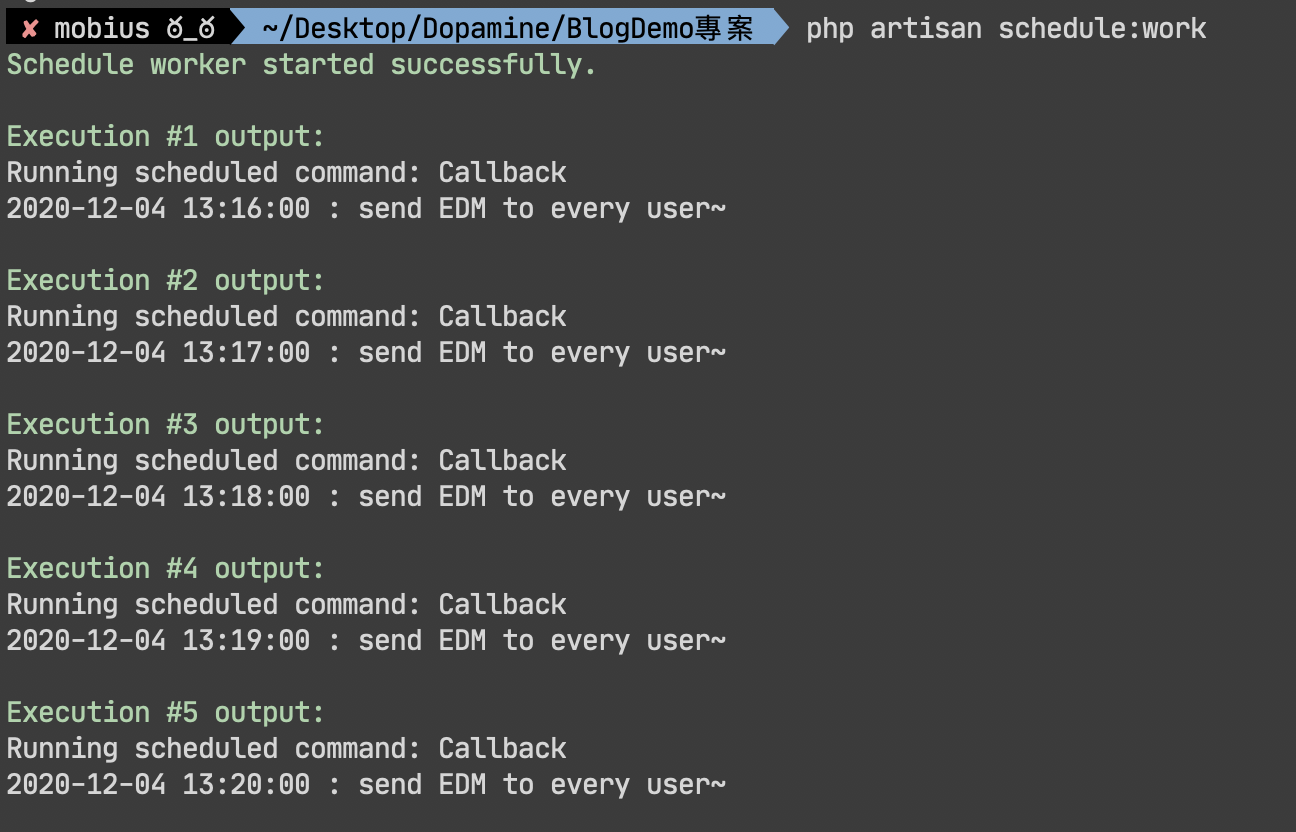 ✘ mobius ಠ_ಠ ~/Desktop/Dopamine/BlogDemo專案 php artisan schedule:work
Schedule worker started successfully.
Execution #1 output:
Running scheduled command: Callback
2020-12-04 13:16:00 : send EDM to every user~
Execution #2 output:
Running scheduled command: Callback
2020-12-04 13:17:00 : send EDM to every user~
Execution #3 output:
Running scheduled command: Callback
2020-12-04 13:18:00 : send EDM to every user~
Execution #4 output:
Running scheduled command: Callback
2020-12-04 13:19:00 : send EDM to every user~
Execution #5 output:
Running scheduled command: Callback
2020-12-04 13:20:00 : send EDM to every user~